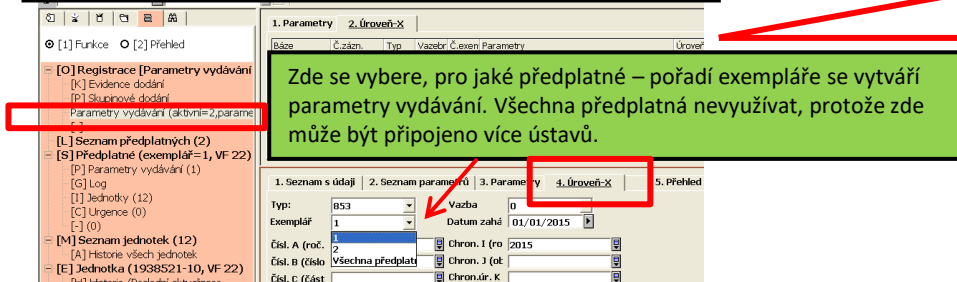 1. Parametry 2. Úroveň-X
[1] Funkce [2] Přehled
Báze Č.zázn. Typ Vazebr Č.exen Parametry Úroveň
[O] Registrace [Parametry vydávání
[K] Evidence dodání
[P] Skupinové dodání
Parametry vydávání (aktivní=2,parame
[-]
[L] Seznam předplatných (2)
[S] Předplatné (exemplář=1, VF 22)
[P] Parametry vydávání (1)
[G] Log
[I] Jednotky (12)
[C] Urgence (0)
[-] (0)
[M] Seznam jednotek (12)
[A] Historie všech jednotek
[E] Jednotka (1938521-10, VF 22)
Zde se vybere, pro jaké předplatné – pořadí exempláře se vytváří
parametry vydávání. Všechna předplatná nevyužívat, protože zde
může být připojeno více ústavů.
1. Seznam s údaji 2. Seznam parametrů 3. Parametry 4. Úroveň-X 5. Přehled
Typ: 853 Vazba 0
Exemplář 1 Datum zahá 01/01/2015
1
Čísl. A (roč. 2 Chron. I (ro 2015
Čísl. B (číslo Všechna předplatn Chron. J (ob
Čísl. C (část Chron.úr. K